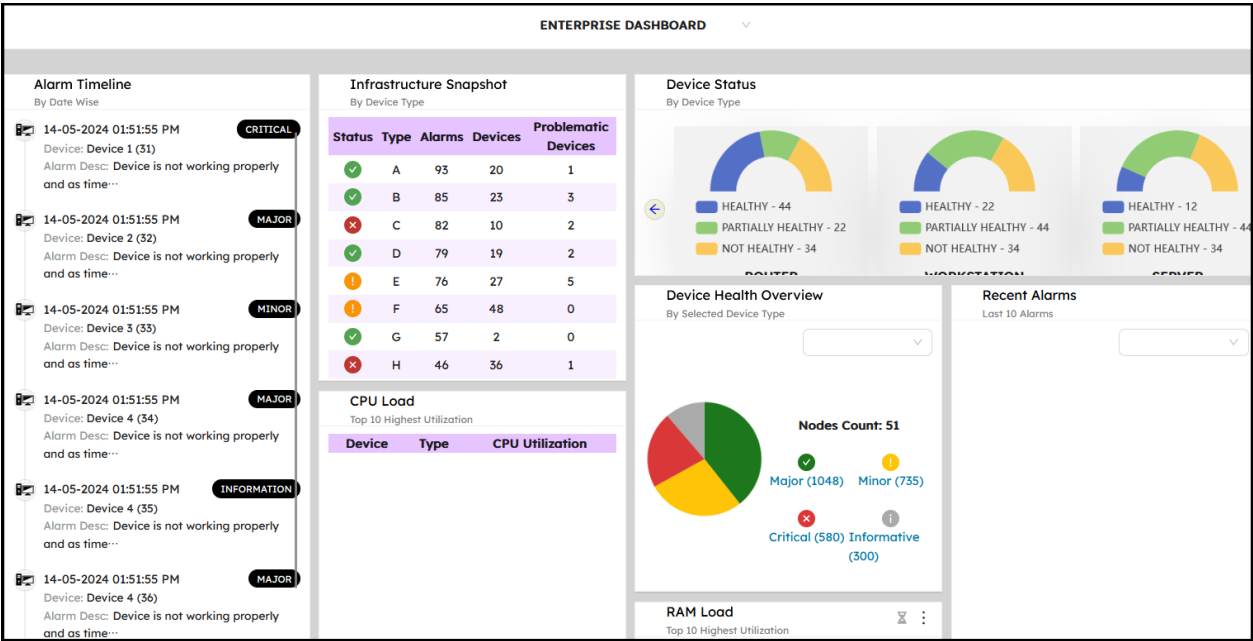 ENTERPRISE DASHBOARD
Alarm Timeline
By Date Wise
14-05-2024 01:51:55 PM CRITICAL
Device: Device 1 (31)
Alarm Desc: Device is not working properly
and as time...
14-05-2024 01:51:55 PM MAJOR
Device: Device 2 (32)
Alarm Desc: Device is not working properly
and as time...
14-05-2024 01:51:55 PM MINOR
Device: Device 3 (33)
Alarm Desc: Device is not working properly
and as time...
14-05-2024 01:51:55 PM MAJOR
Device: Device 4 (34)
Alarm Desc: Device is not working properly
and as time...
14-05-2024 01:51:55 PM INFORMATION
Device: Device 4 (35)
Alarm Desc: Device is not working properly
and as time...
14-05-2024 01:51:55 PM MAJOR
Device: Device 4 (36)
Alarm Desc: Device is not working properly
and as time...
Infrastructure Snapshot
By Device Type
Status Type Alarms Devices Problematic Devices
A 93 20 1
B 85 23 3
C 82 10 2
D 79 19 2
E 76 27 5
F 65 48 0
G 57 2 0
H 46 36 1
CPU Load
Top 10 Highest Utilization
Device Type CPU Utilization
Device Status
By Device Type
HEALTHY - 44
PARTIALLY HEALTHY - 22
NOT HEALTHY - 34
ROUTER
HEALTHY - 22
PARTIALLY HEALTHY - 44
NOT HEALTHY - 34
WORKSTATION
HEALTHY - 12
PARTIALLY HEALTHY - 44
NOT HEALTHY - 34
SERVER
Device Health Overview
By Selected Device Type
Nodes Count: 51
Major (1048) Minor (735)
Critical (580) Informative
(300)
Recent Alarms
Last 10 Alarms
RAM Load
Top 10 Highest Utilization